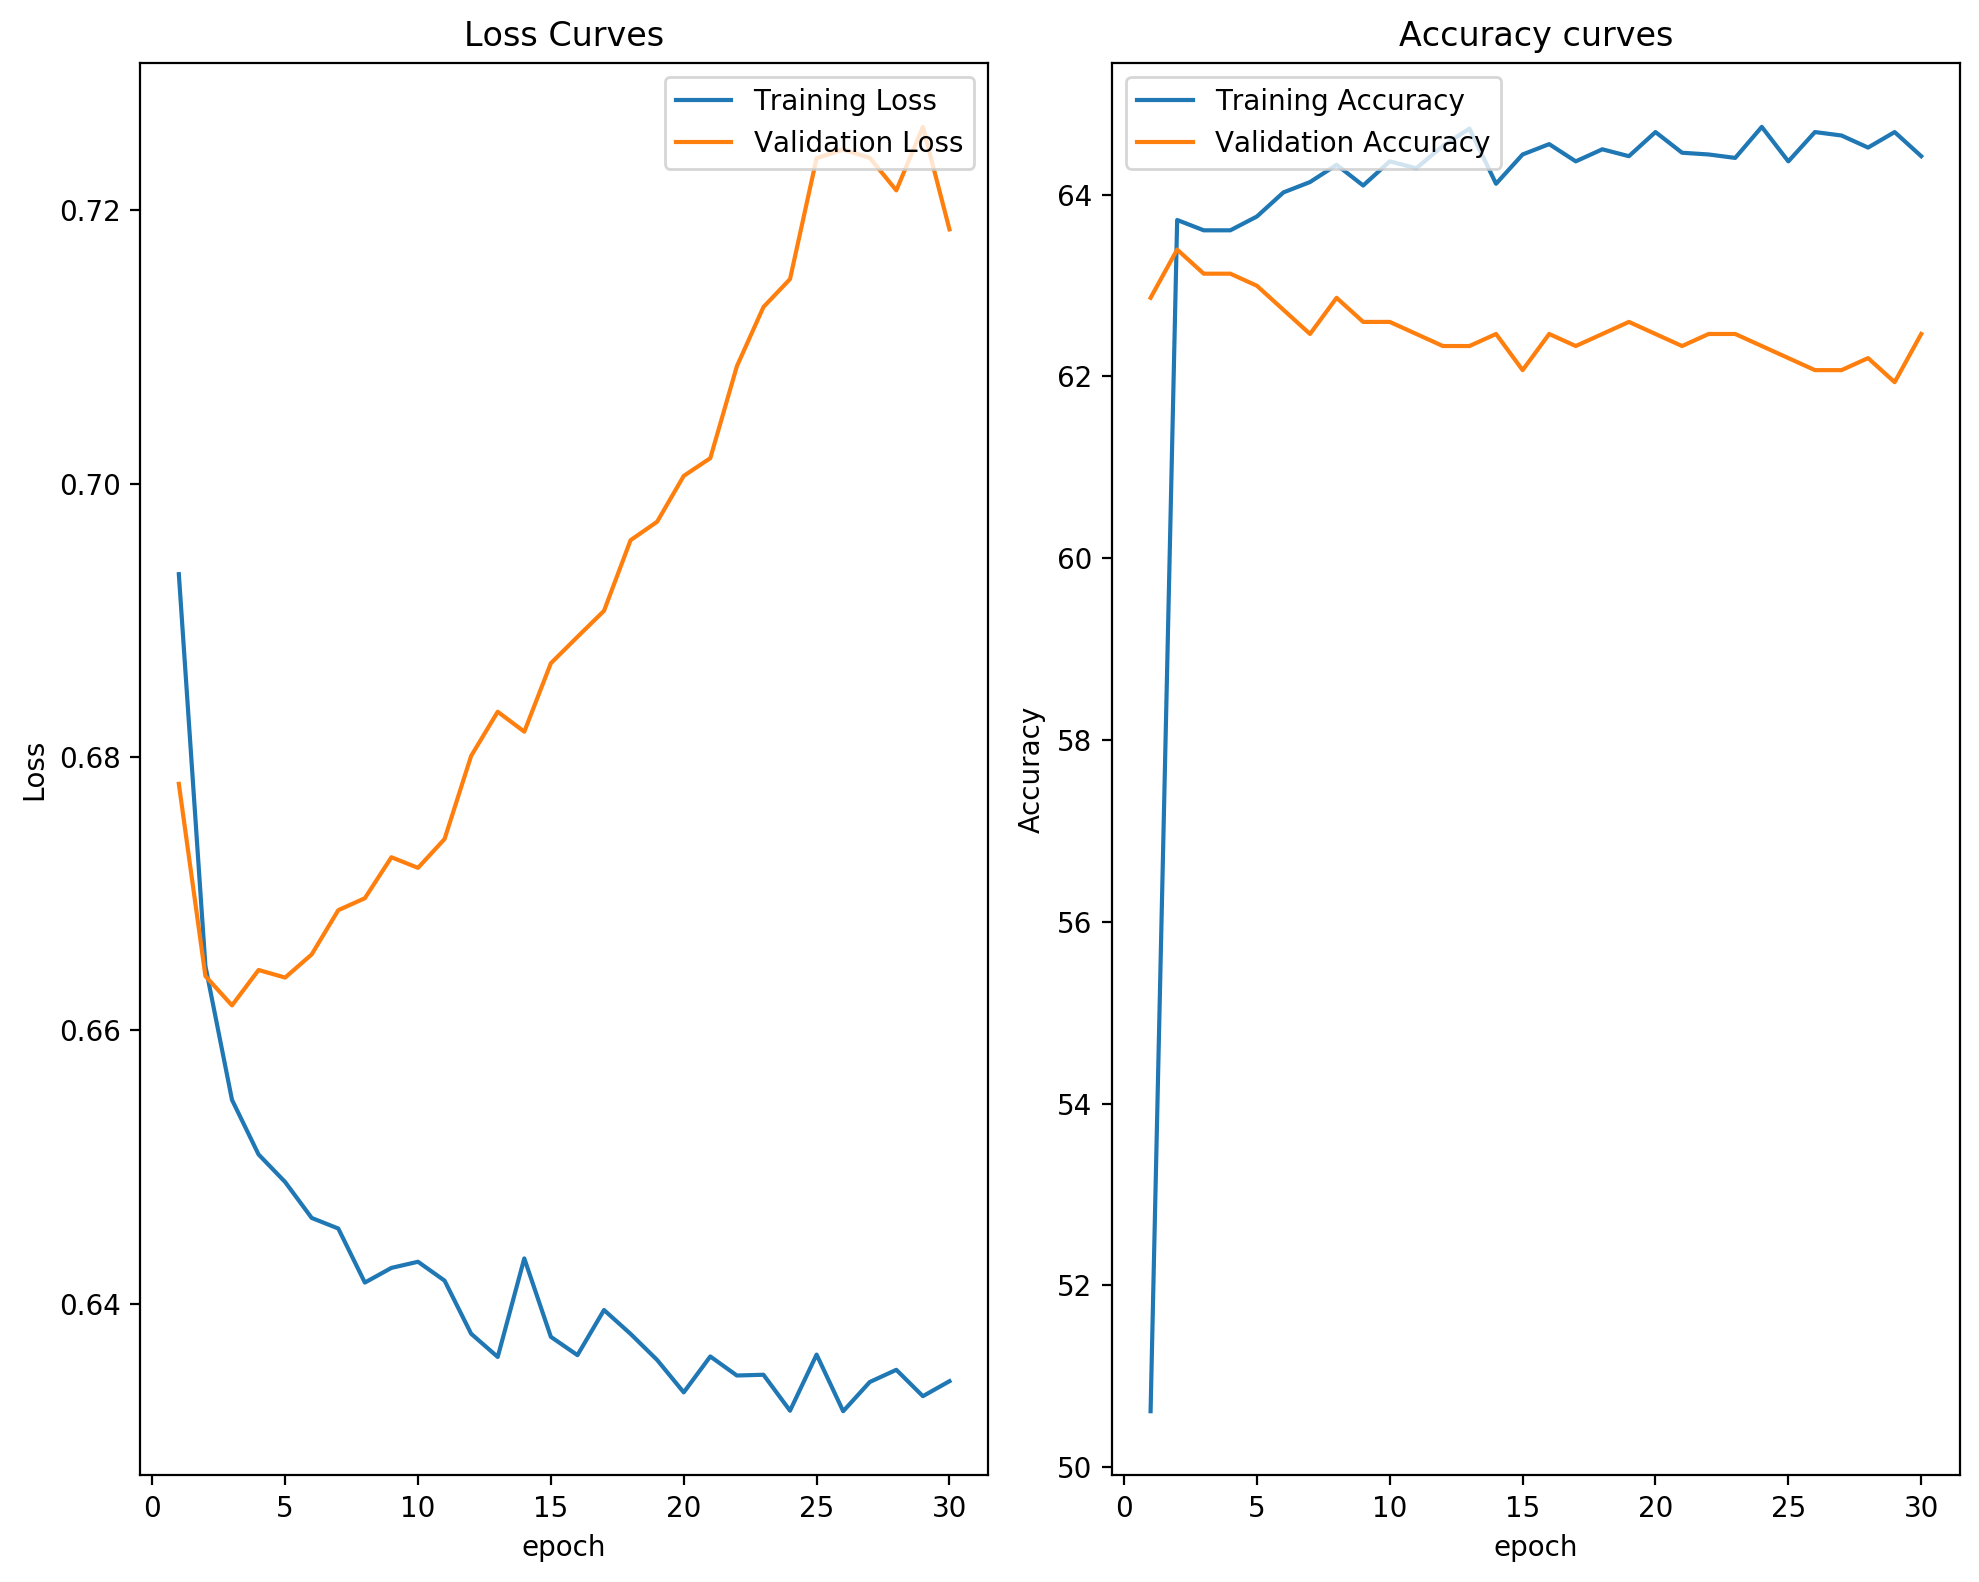 Loss Curves
Training Loss
Validation Loss
0.72
0.70
0.68
0.66
0.64
Loss
0 5 10 15 20 25 30
epoch
Accuracy curves
Training Accuracy
Validation Accuracy
64
62
60
58
56
54
52
50
Accuracy
0 5 10 15 20 25 30
epoch